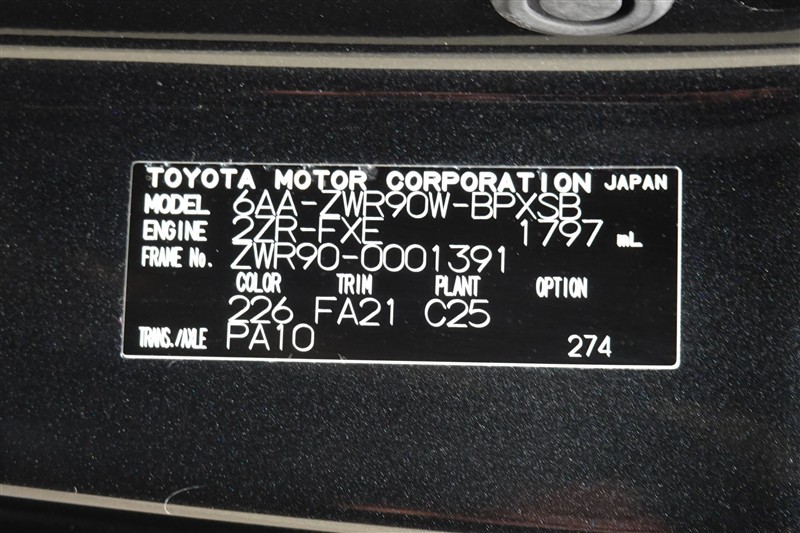 TOYOTA MOTOR CORPORATION JAPAN
MODEL 6AA-ZWR90W-BPXSB
ENGINE 2ZR-FXE 1797 mL
FRAME No. ZWR90-0001391
COLOR TRIM PLANT OPTION
226 FA21 C25
TRANS./AXLE PA10 274